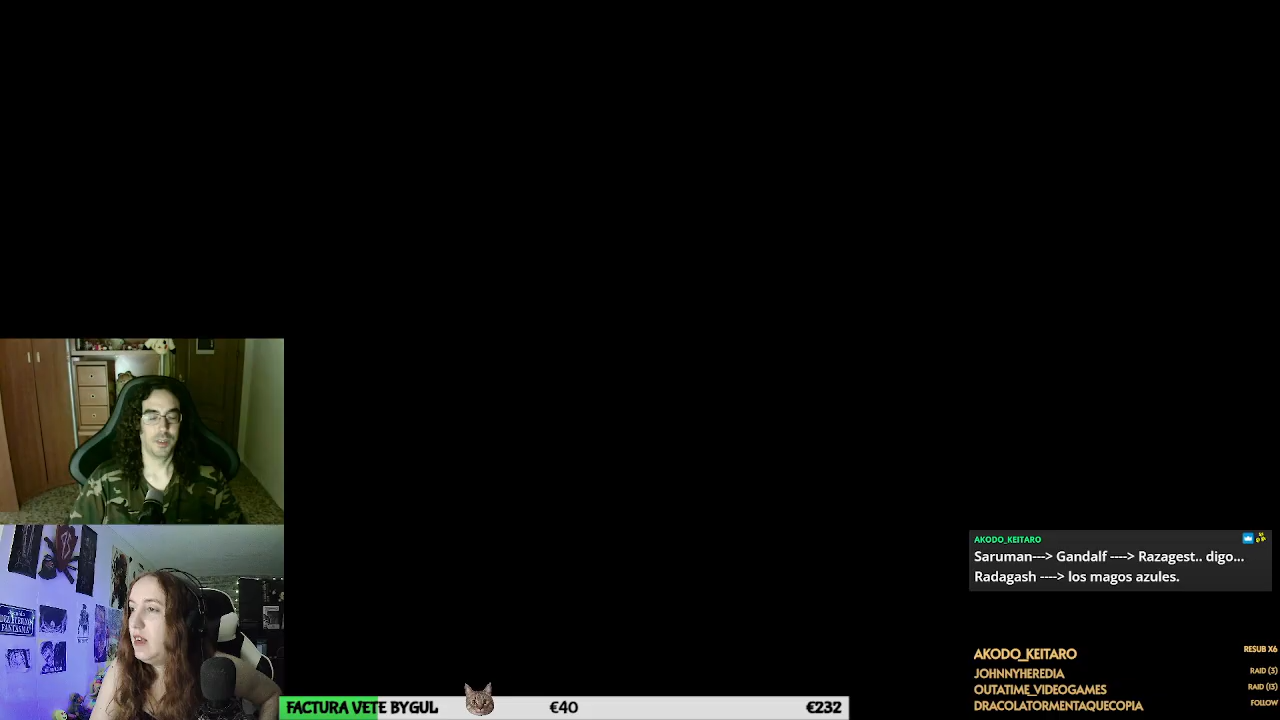 AKODO_KEITARO
Saruman---> Gandalf ----> Razagest.. digo...
Radagash ----> los magos azules.
AKODO_KEITARO RESUB X6
JOHNNYHEREDIA RAID (3)
OUTATIME_VIDEOGAMES RAID (13)
DRACOLATORMENTAQUECOPIA FOLLOW
FACTURA VETE BYGUL €40 €232